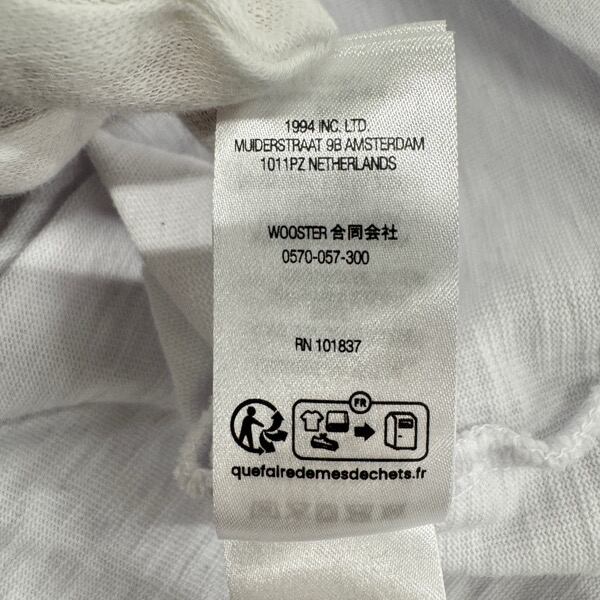 1994 INC. LTD.
MUIDERSTRAAT 9B AMSTERDAM
1011PZ NETHERLANDS
WOOSTER 合同会社
0570-057-300
RN 101837
FR
quefairedemesdechets.fr